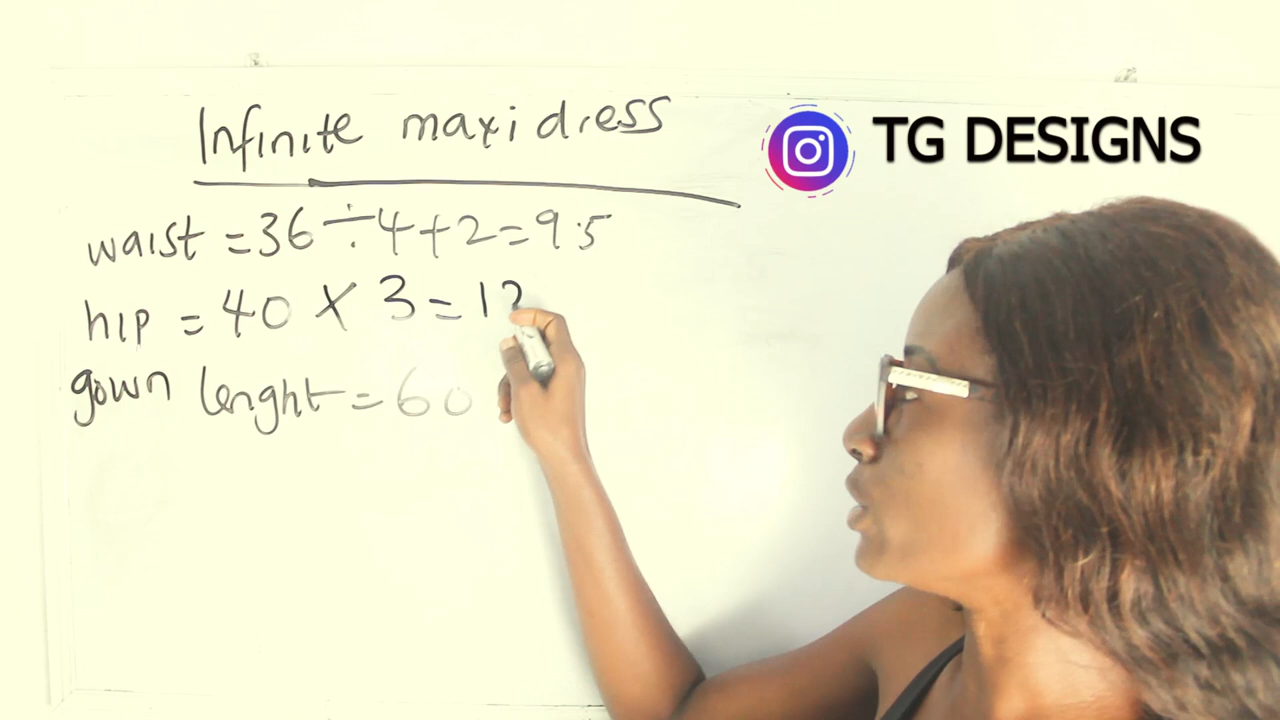 Infinite maxi dress
TG DESIGNS
waist = 36 ÷ 4 + 2 = 9.5
hip = 40 X 3 = 12
gown lenght = 60